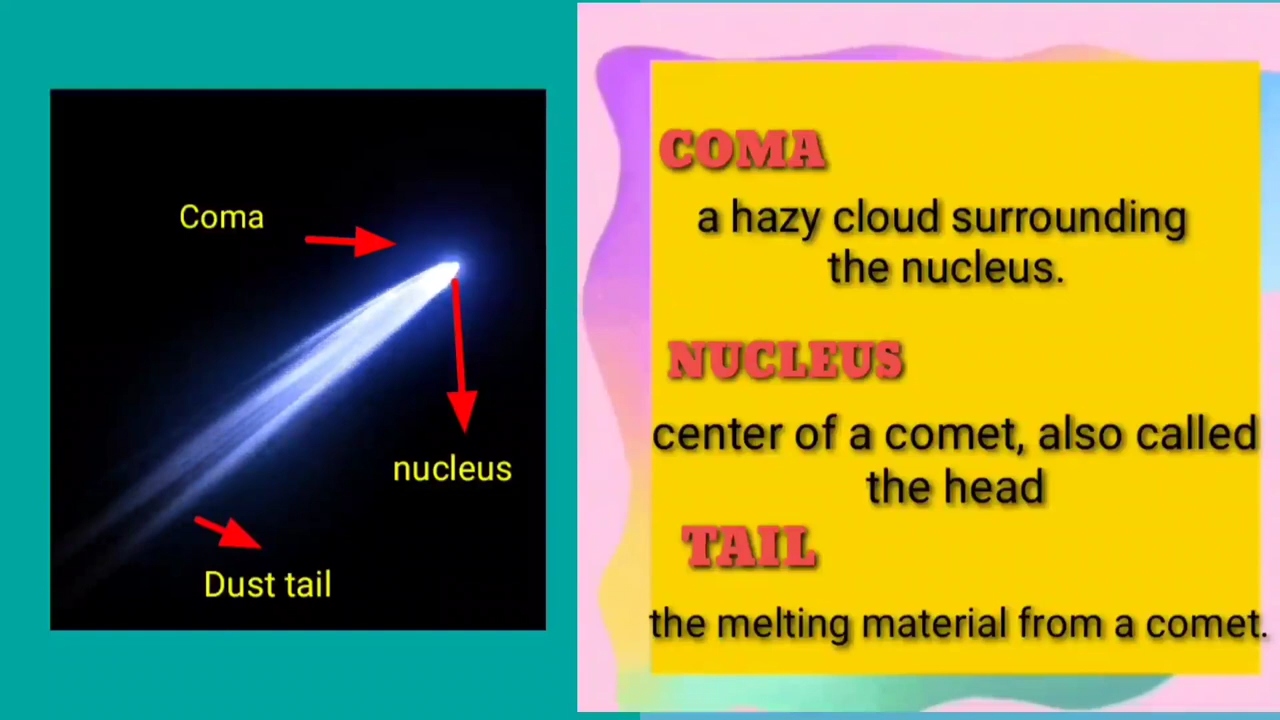 Coma
nucleus
Dust tail
COMA
a hazy cloud surrounding
the nucleus.
NUCLEUS
center of a comet, also called
the head
TAIL
the melting material from a comet.